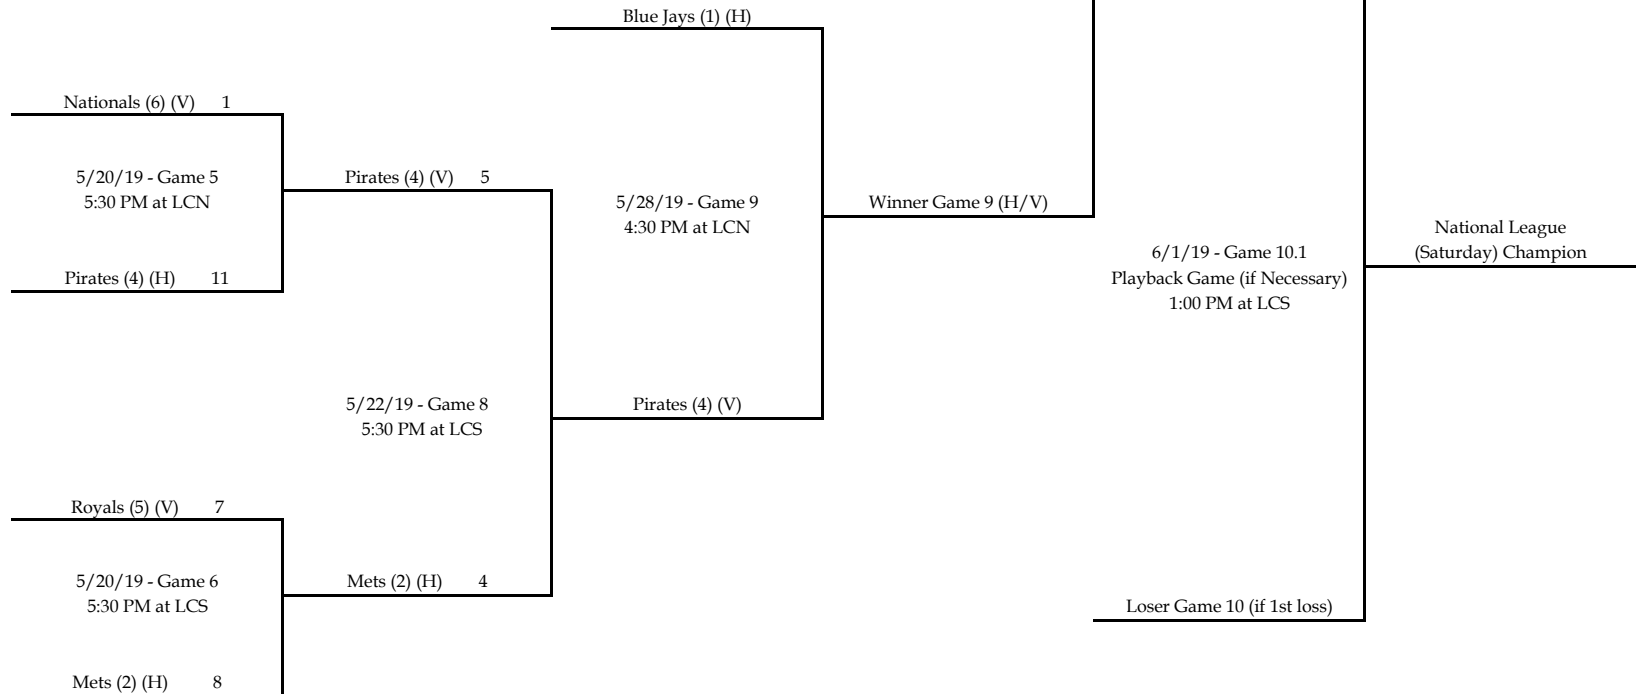 Blue Jays (1) (H)
Nationals (6) (V) 1
5/20/19 - Game 5
5:30 PM at LCN
Pirates (4) (H) 11
Pirates (4) (V) 5
5/28/19 - Game 9
4:30 PM at LCN
Winner Game 9 (H/V)
6/1/19 - Game 10.1
Playback Game (if Necessary)
1:00 PM at LCS
National League
(Saturday) Champion
5/22/19 - Game 8
5:30 PM at LCS
Pirates (4) (V)
Royals (5) (V) 7
5/20/19 - Game 6
5:30 PM at LCS
Mets (2) (H) 8
Mets (2) (H) 4
Loser Game 10 (if 1st loss)